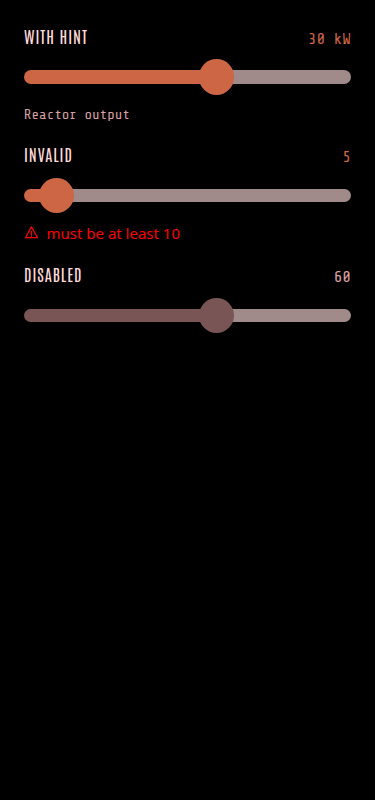 WITH HINT 30 kW
Reactor output
INVALID 5
⚠ must be at least 10
DISABLED 60